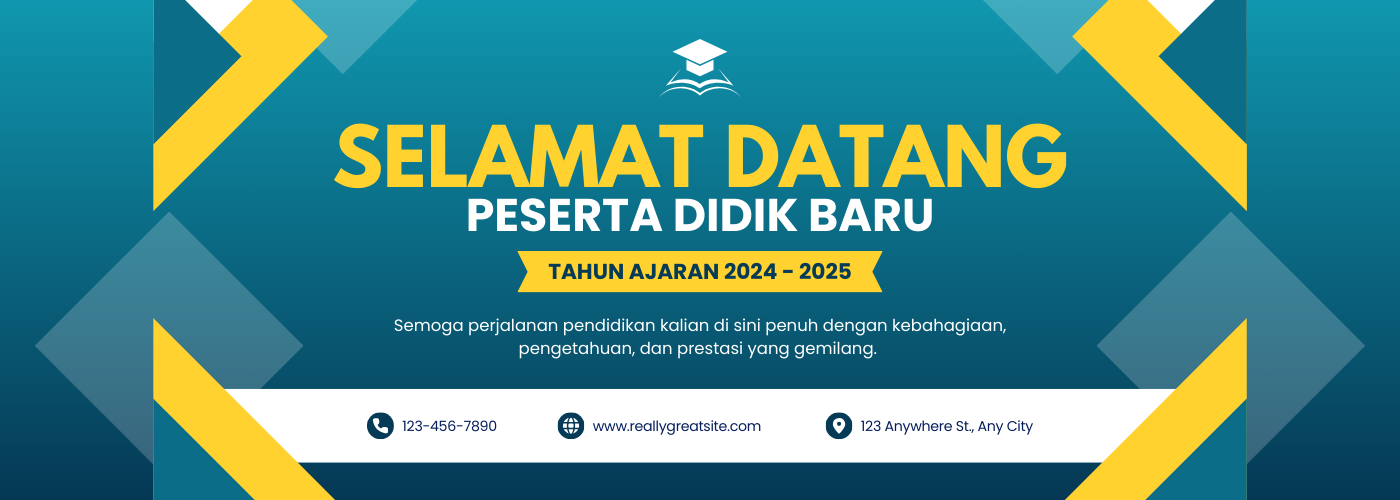 SELAMAT DATANG
PESERTA DIDIK BARU
TAHUN AJARAN 2024 - 2025
Semoga perjalanan pendidikan kalian di sini penuh dengan kebahagiaan,
pengetahuan, dan prestasi yang gemilang.
123-456-7890 www.reallygreatsite.com 123 Anywhere St., Any City